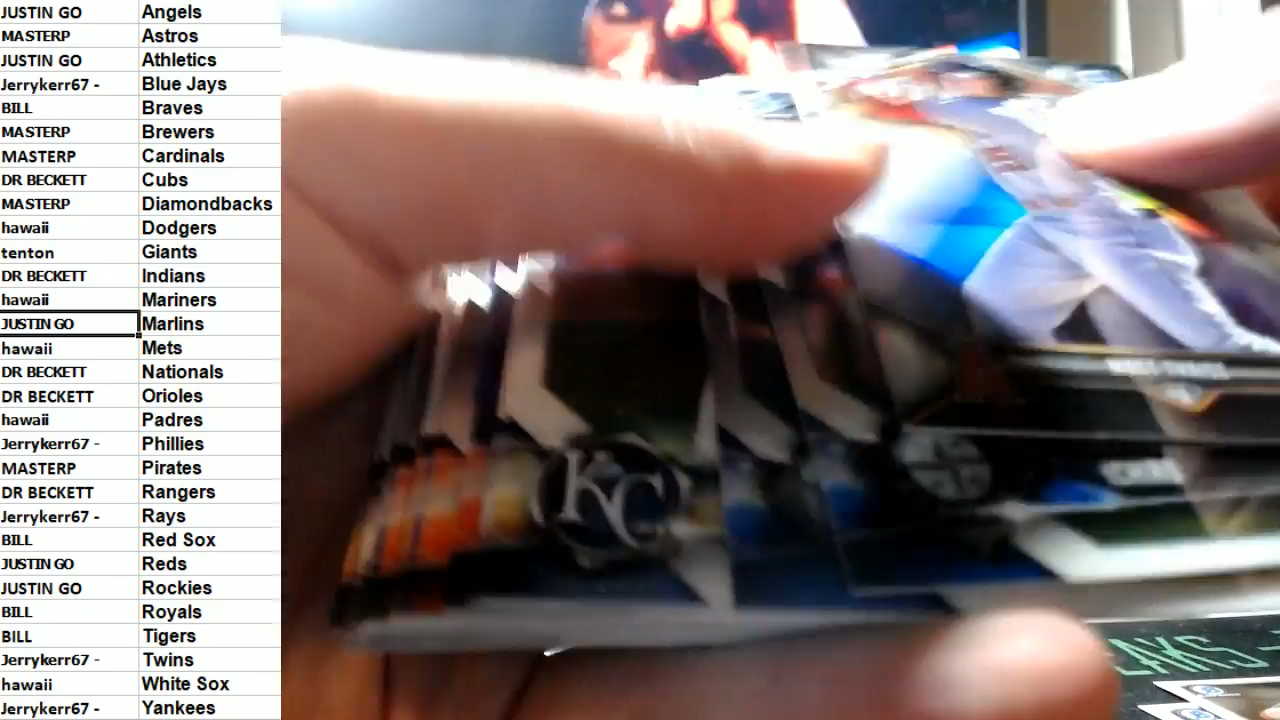 JUSTIN GO Angels
MASTERP Astros
JUSTIN GO Athletics
Jerrykerr67 - Blue Jays
BILL Braves
MASTERP Brewers
MASTERP Cardinals
DR BECKETT Cubs
MASTERP Diamondbacks
hawaii Dodgers
tenton Giants
DR BECKETT Indians
hawaii Mariners
JUSTIN GO Marlins
hawaii Mets
DR BECKETT Nationals
DR BECKETT Orioles
hawaii Padres
Jerrykerr67 - Phillies
MASTERP Pirates
DR BECKETT Rangers
Jerrykerr67 - Rays
BILL Red Sox
JUSTIN GO Reds
JUSTIN GO Rockies
BILL Royals
BILL Tigers
Jerrykerr67 - Twins
hawaii White Sox
Jerrykerr67 - Yankees
KC